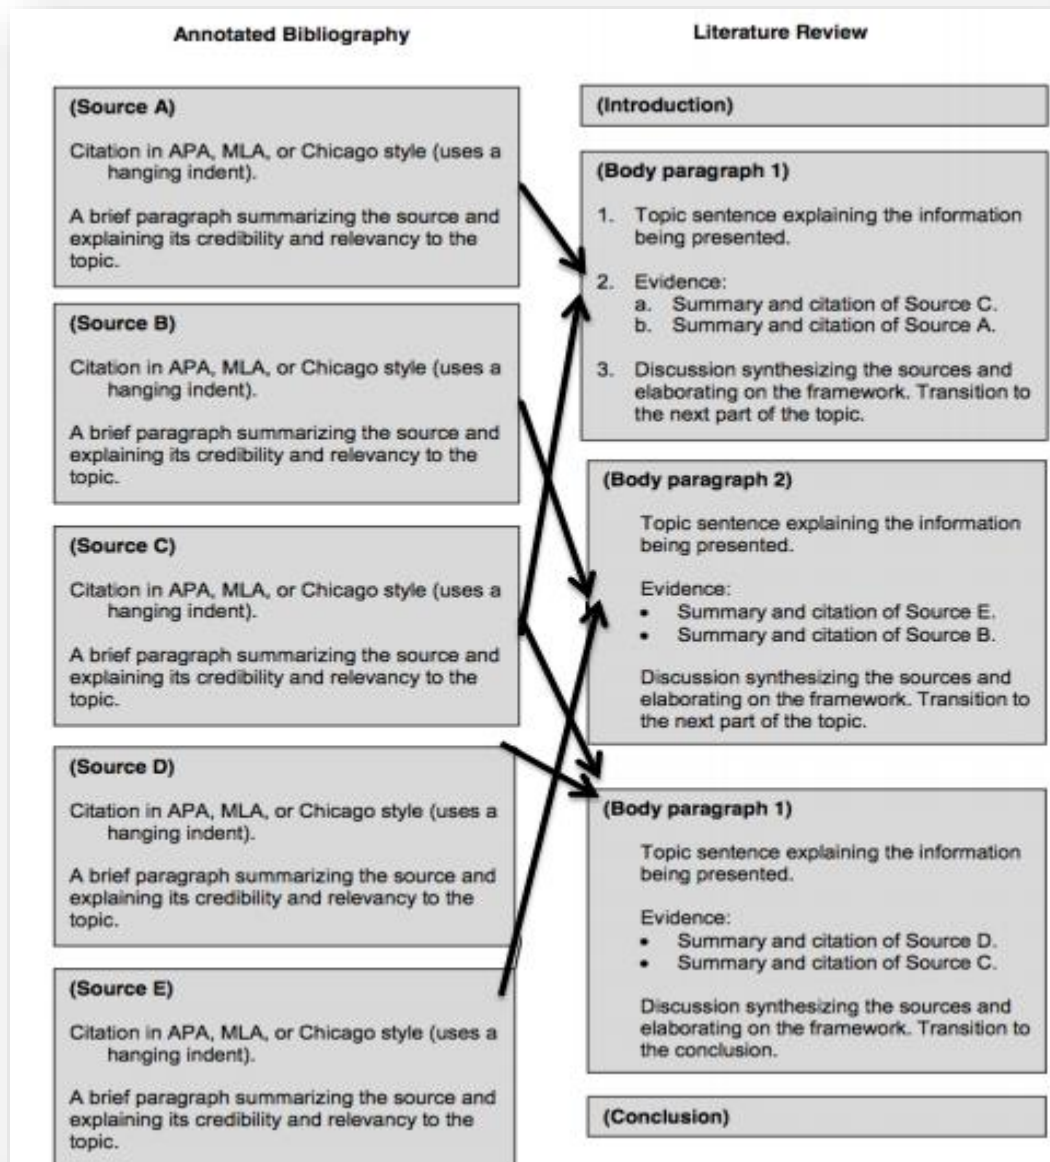 Annotated Bibliography
(Source A)
Citation in APA, MLA, or Chicago style (uses a
hanging indent).
A brief paragraph summarizing the source and
explaining its credibility and relevancy to the
topic.
(Source B)
Citation in APA, MLA, or Chicago style (uses a
hanging indent).
A brief paragraph summarizing the source and
explaining its credibility and relevancy to the
topic.
(Source C)
Citation in APA, MLA, or Chicago style (uses a
hanging indent).
A brief paragraph summarizing the source and
explaining its credibility and relevancy to the
topic.
(Source D)
Citation in APA, MLA, or Chicago style (uses a
hanging indent).
A brief paragraph summarizing the source and
explaining its credibility and relevancy to the
topic.
(Source E)
Citation in APA, MLA, or Chicago style (uses a
hanging indent).
A brief paragraph summarizing the source and
explaining its credibility and relevancy to the
topic.
Literature Review
(Introduction)
(Body paragraph 1)
1. Topic sentence explaining the information
being presented.
2. Evidence:
a. Summary and citation of Source C.
b. Summary and citation of Source A.
3. Discussion synthesizing the sources and
elaborating on the framework. Transition to
the next part of the topic.
(Body paragraph 2)
Topic sentence explaining the information
being presented.
Evidence:
• Summary and citation of Source E.
• Summary and citation of Source B.
Discussion synthesizing the sources and
elaborating on the framework. Transition to
the next part of the topic.
(Body paragraph 1)
Topic sentence explaining the information
being presented.
Evidence:
• Summary and citation of Source D.
• Summary and citation of Source C.
Discussion synthesizing the sources and
elaborating on the framework. Transition to
the conclusion.
(Conclusion)